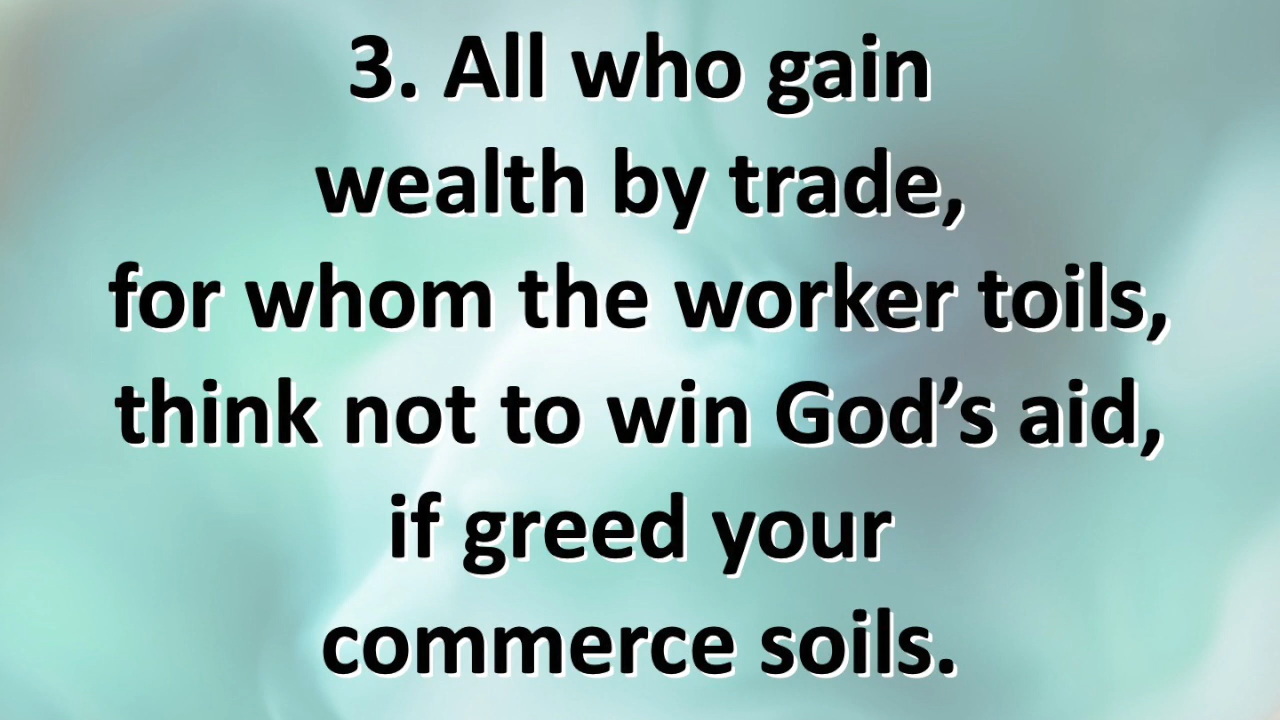 3. All who gain
wealth by trade,
for whom the worker toils,
think not to win God’s aid,
if greed your
commerce soils.